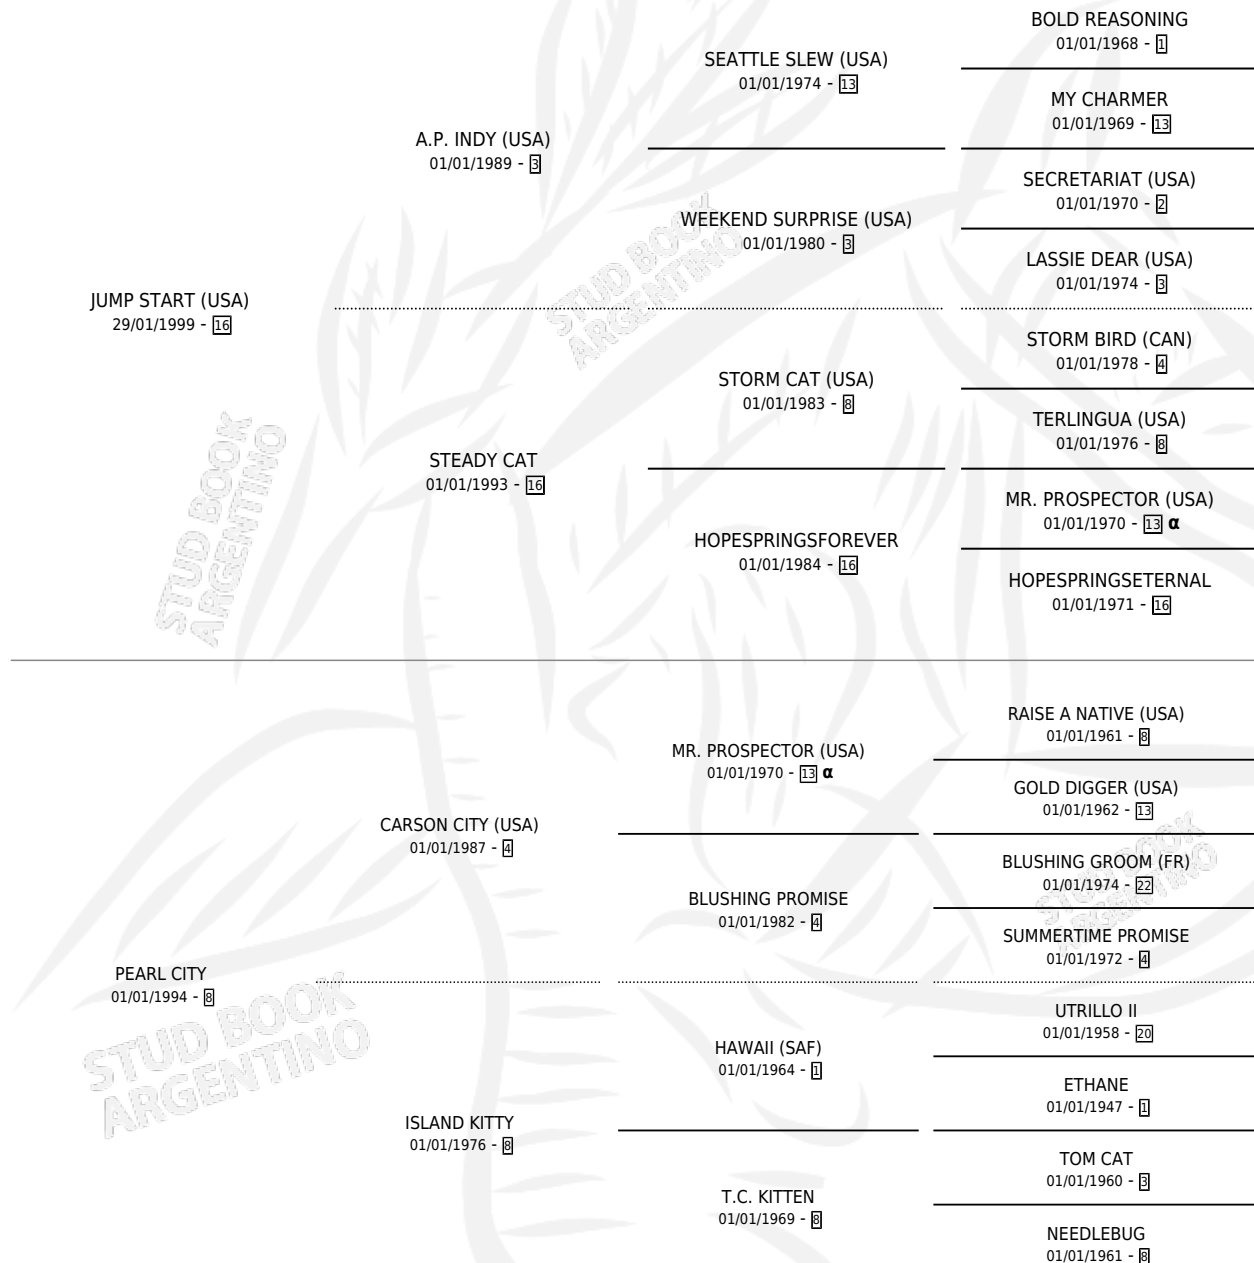 BOLD REASONING
01/01/1968 - 1
SEATTLE SLEW (USA)
01/01/1974 - 13
MY CHARMER
01/01/1969 - 13
A.P. INDY (USA)
01/01/1989 - 3
SECRETARIAT (USA)
01/01/1970 - 2
WEEKEND SURPRISE (USA)
01/01/1980 - 3
LASSIE DEAR (USA)
01/01/1974 - 3
JUMP START (USA)
29/01/1999 - 16
STORM BIRD (CAN)
01/01/1978 - 4
STORM CAT (USA)
01/01/1983 - 8
TERLINGUA (USA)
01/01/1976 - 8
STEADY CAT
01/01/1993 - 16
MR. PROSPECTOR (USA)
01/01/1970 - 13 α
HOPESPRINGSFOREVER
01/01/1984 - 16
HOPESPRINGSETERNAL
01/01/1971 - 16
RAISE A NATIVE (USA)
01/01/1961 - 8
MR. PROSPECTOR (USA)
01/01/1970 - 13 α
GOLD DIGGER (USA)
01/01/1962 - 13
CARSON CITY (USA)
01/01/1987 - 4
BLUSHING GROOM (FR)
01/01/1974 - 22
BLUSHING PROMISE
01/01/1982 - 4
SUMMERTIME PROMISE
01/01/1972 - 4
PEARL CITY
01/01/1994 - 8
UTRILLO II
01/01/1958 - 20
HAWAII (SAF)
01/01/1964 - 1
ETHANE
01/01/1947 - 1
ISLAND KITTY
01/01/1976 - 8
TOM CAT
01/01/1960 - 3
T.C. KITTEN
01/01/1969 - 8
NEEDLEBUG
01/01/1961 - 8
STUD BOOK
ARGENTINO
STUD BOOK
ARGENTINO
STUD BOOK
ARGENTINO
STUD BOOK
ARGENTINO